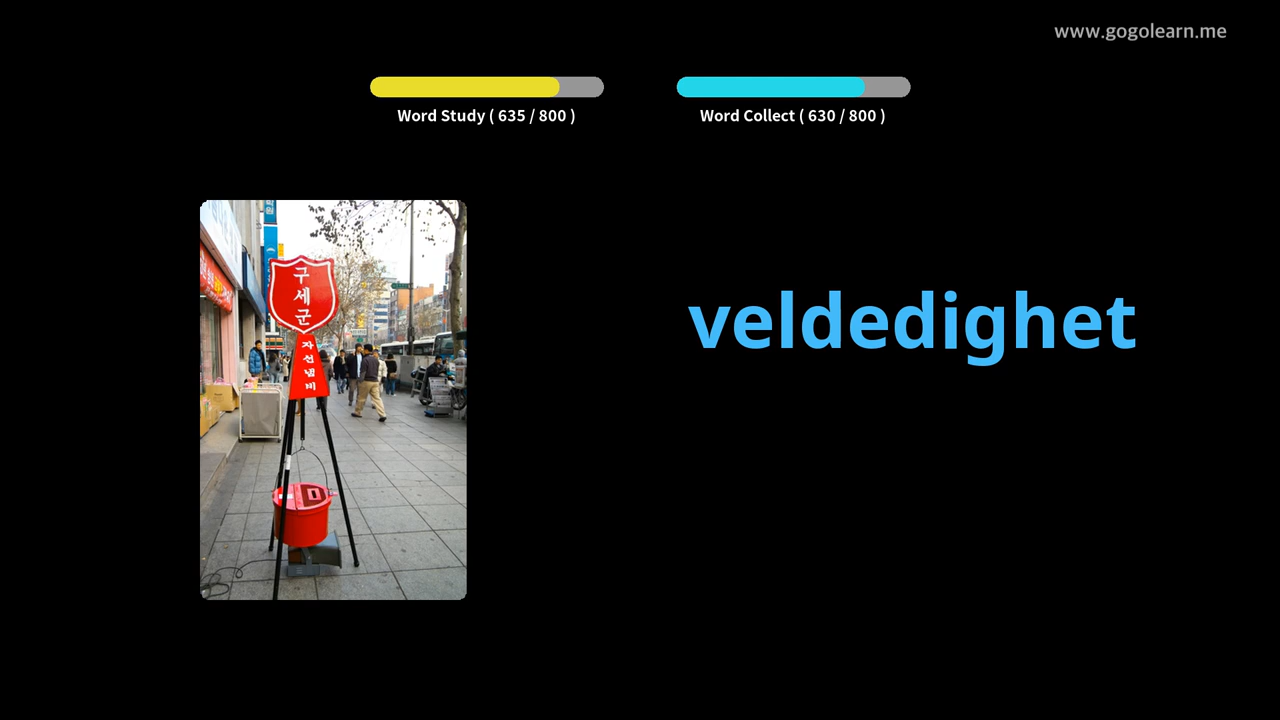 www.gogolearn.me
Word Study ( 635 / 800 )
Word Collect ( 630 / 800 )
구
세
군
자
선
냄
비
veldedighet